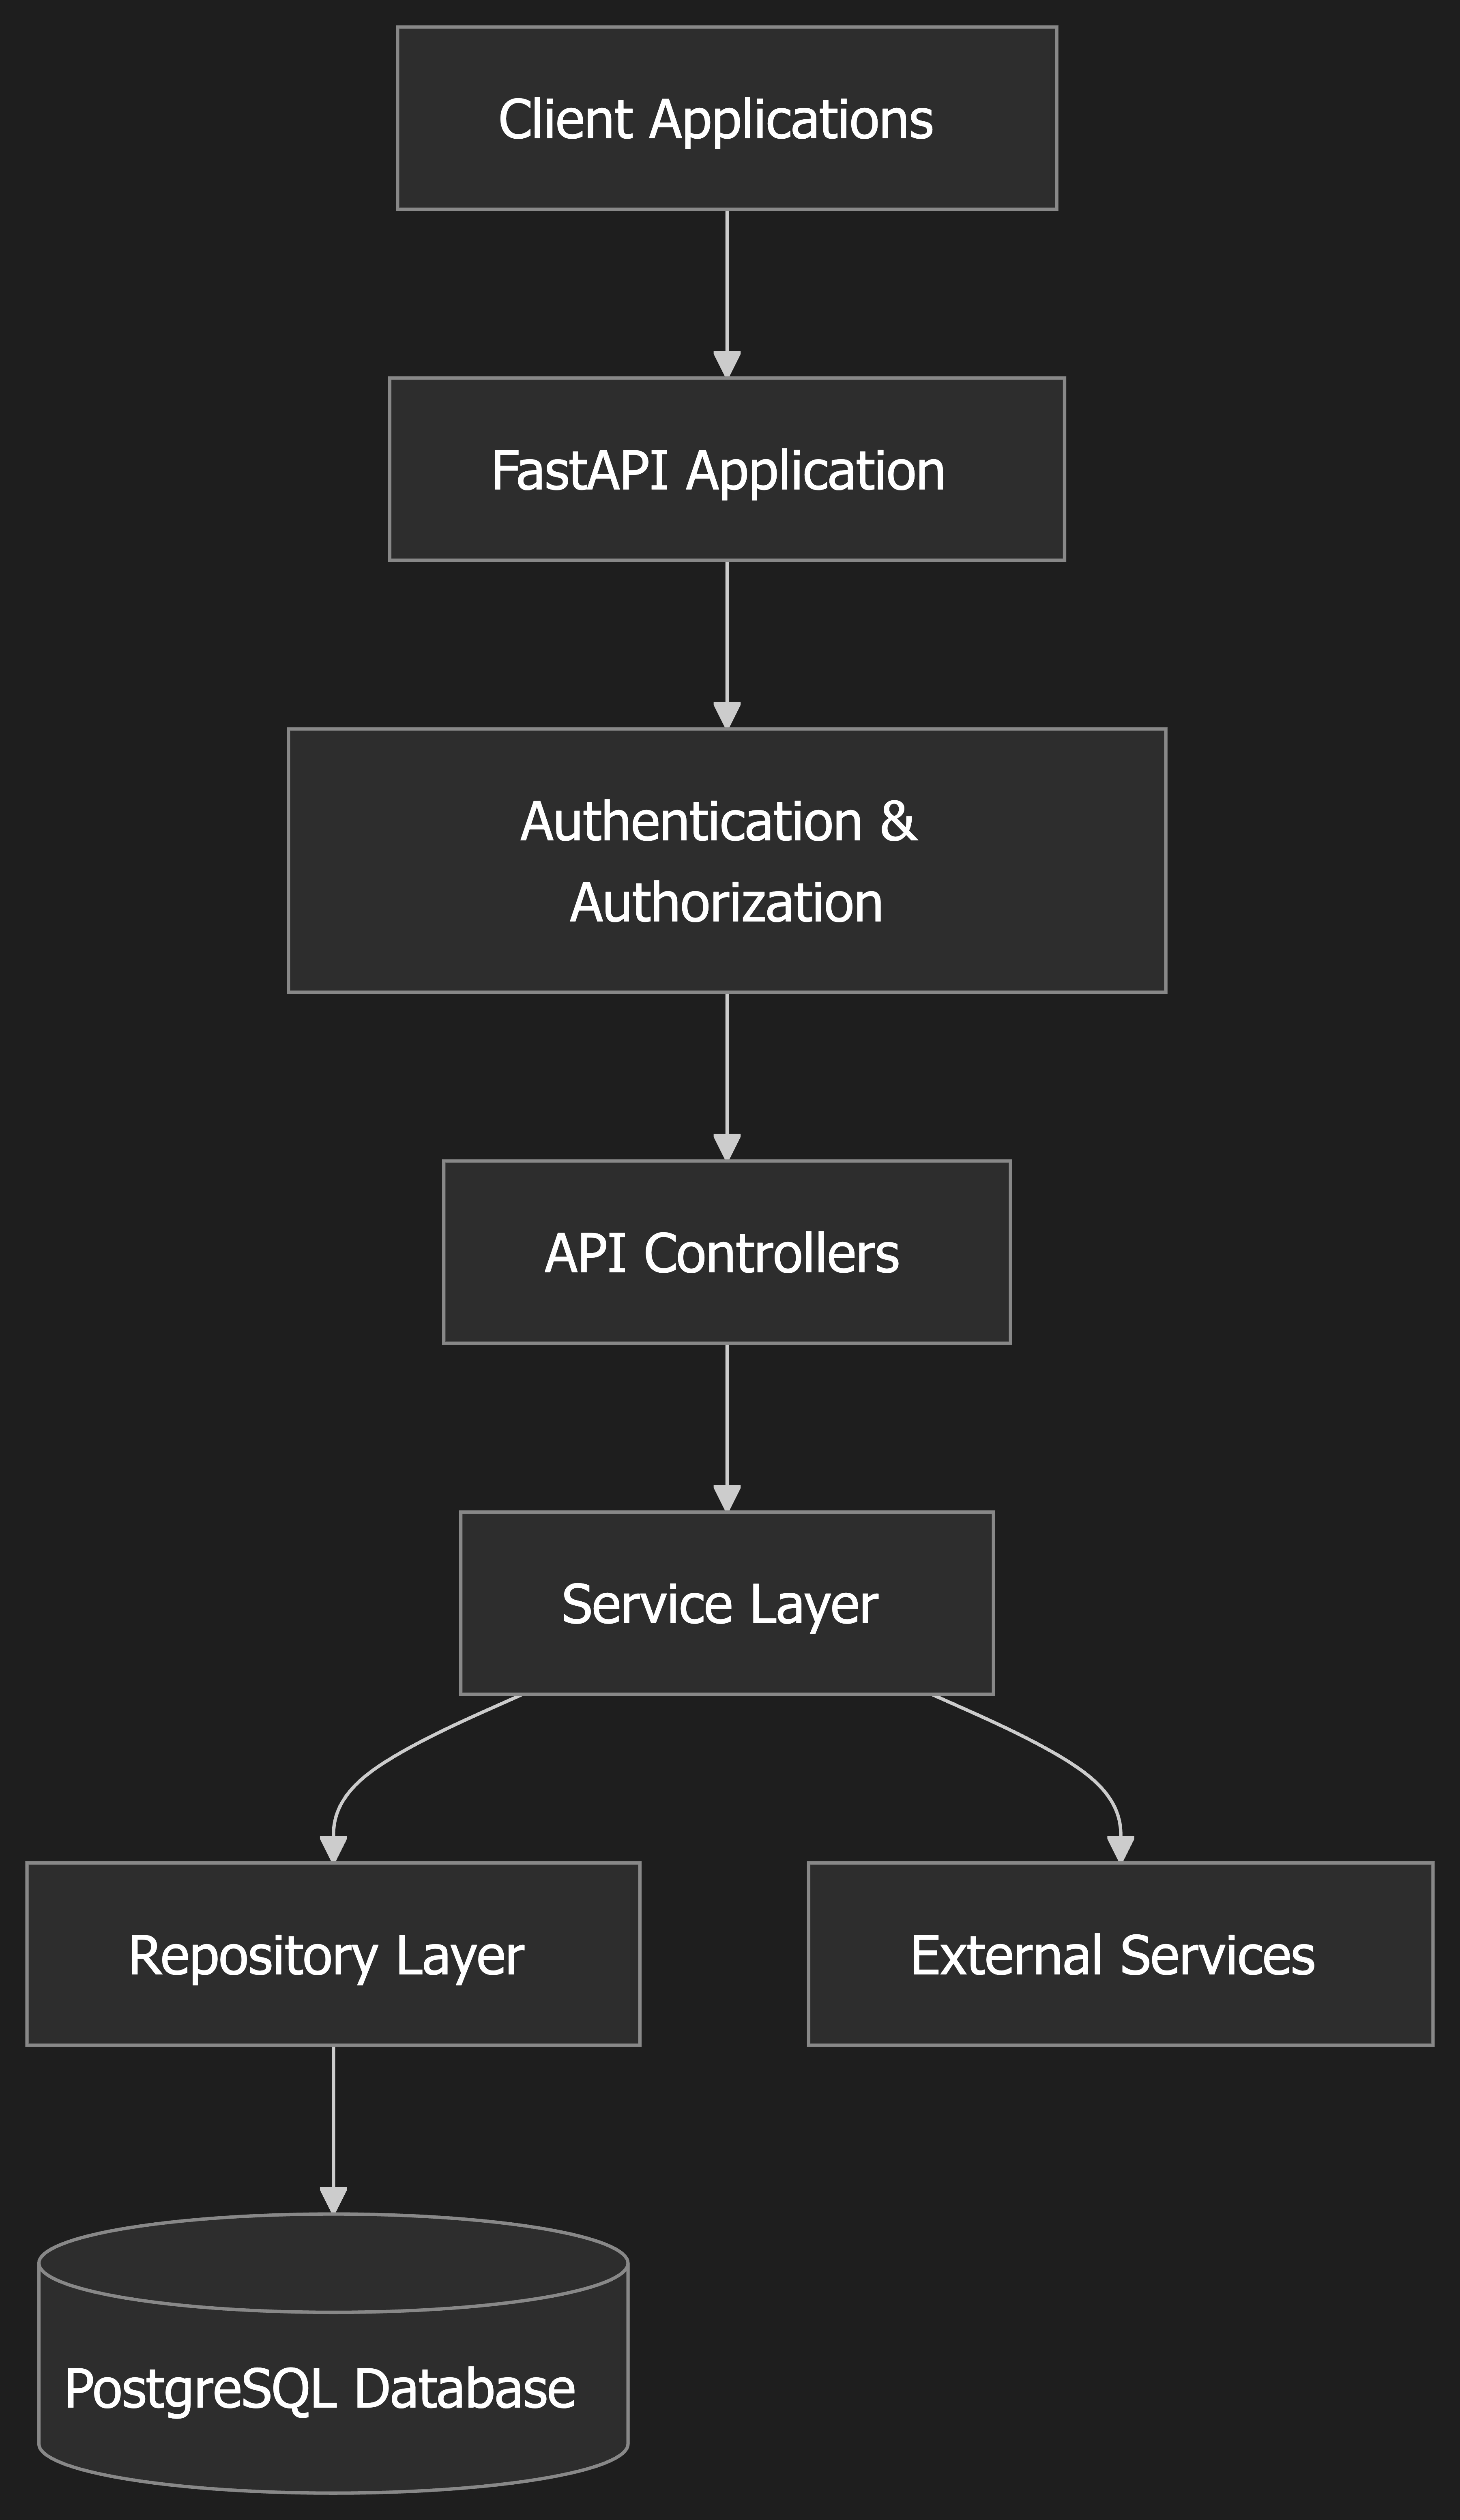 Client Applications
FastAPI Application
Authentication &
Authorization
API Controllers
Service Layer
Repository Layer
External Services
PostgreSQL Database